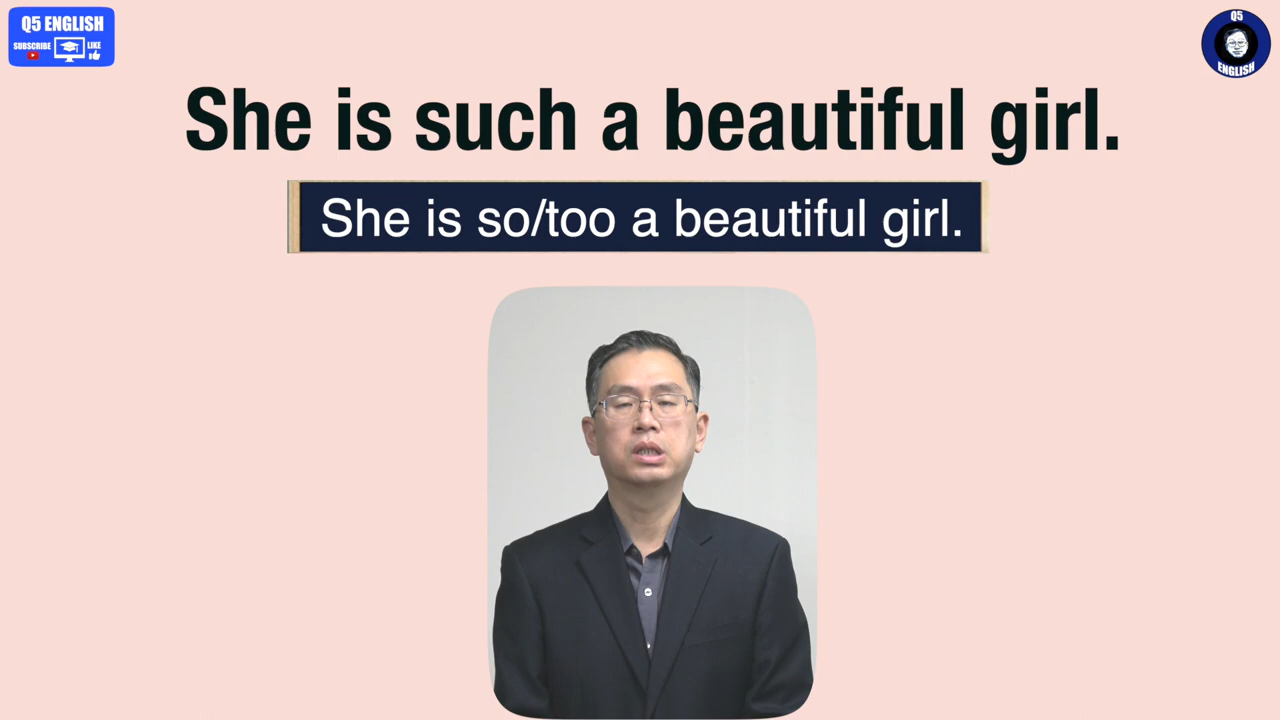 Q5 ENGLISH
SUBSCRIBE LIKE
Q5
ENGLISH
She is such a beautiful girl.
She is so/too a beautiful girl.